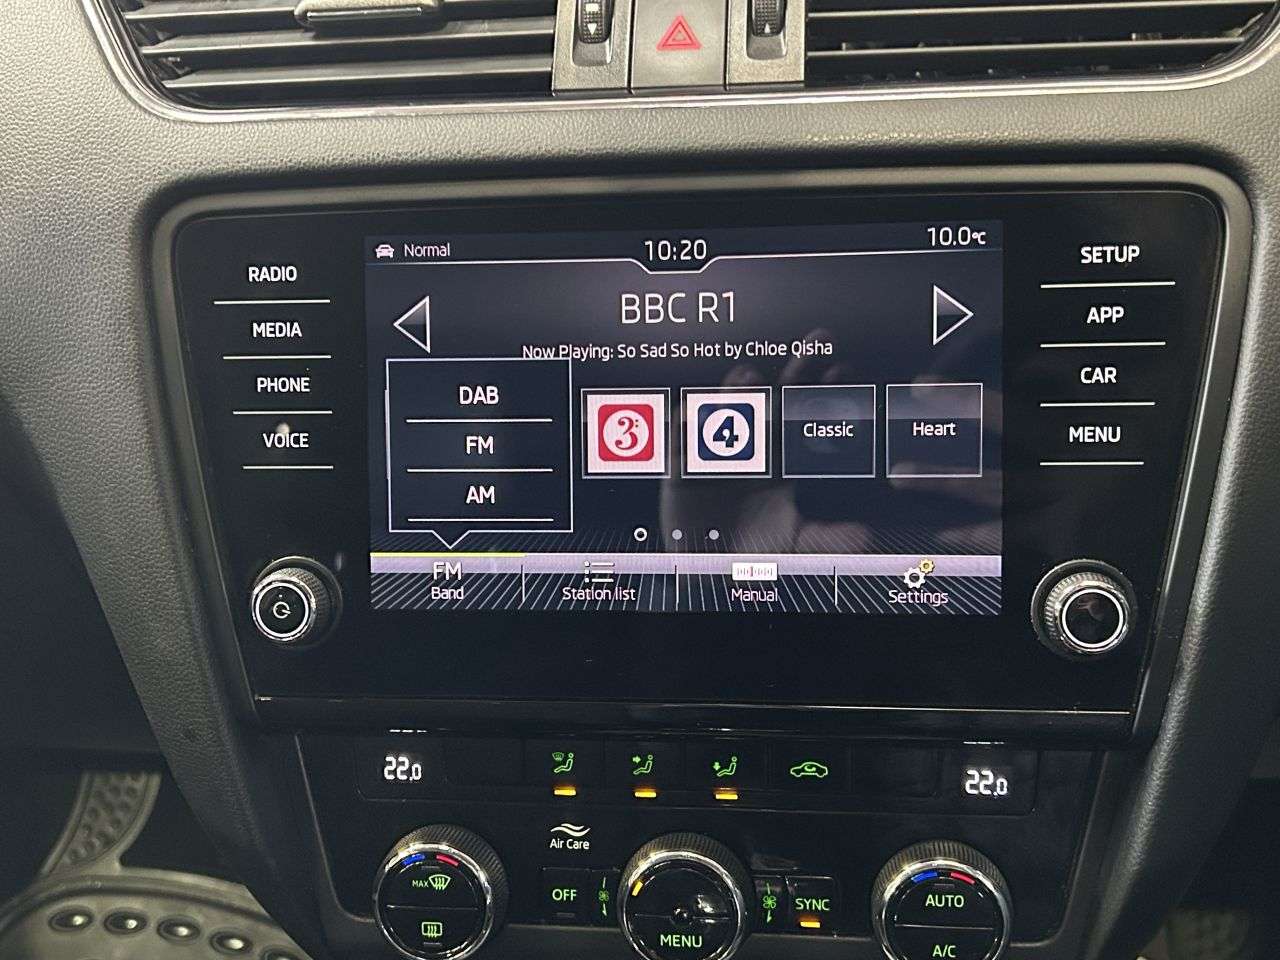 Normal
10:20
10.0°C
RADIO
MEDIA
PHONE
VOICE
SETUP
APP
CAR
MENU
BBC R1
Now Playing: So Sad So Hot by Chloe Qisha
DAB
FM
AM
3
4
Classic
Heart
FM
Band
Station list
Manual
Settings
22.0
22.0
Air Care
MAX
OFF
MENU
SYNC
AUTO
A/C